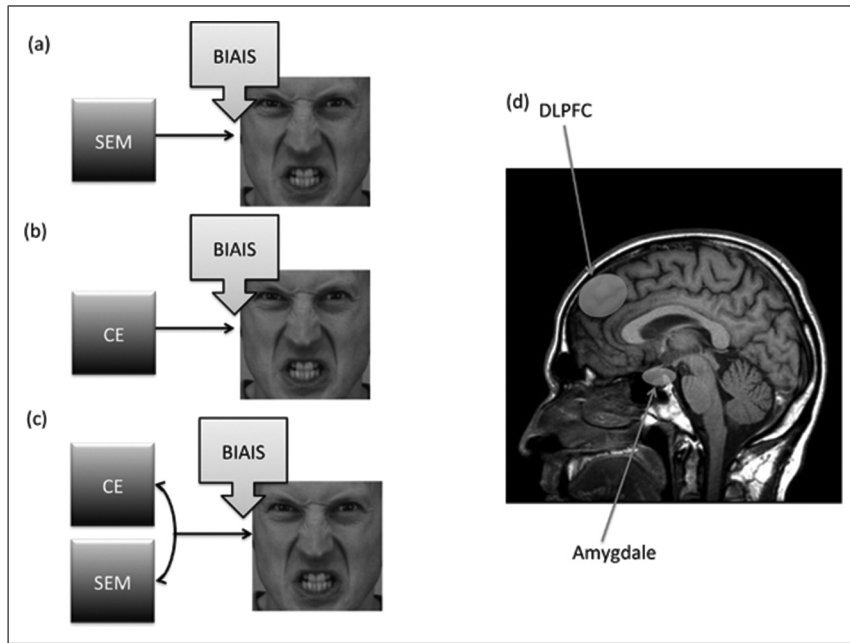 (a)
BIAIS
SEM
(b)
BIAIS
CE
(c)
BIAIS
CE
SEM
(d) DLPFC
Amygdale